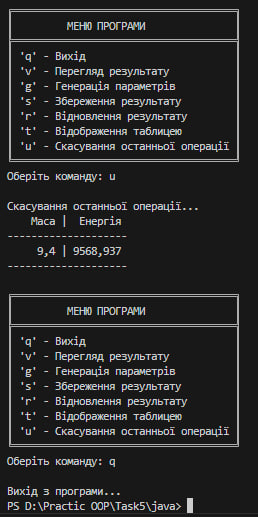 МЕНЮ ПРОГРАМИ
'q' - Вихід
'v' - Перегляд результату
'g' - Генерація параметрів
's' - Збереження результату
'r' - Відновлення результату
't' - Відображення таблицею
'u' - Скасування останньої операції
Оберіть команду: u
Скасування останньої операції...
Маса | Енергія
--------------------
9,4 | 9568,937
--------------------
МЕНЮ ПРОГРАМИ
'q' - Вихід
'v' - Перегляд результату
'g' - Генерація параметрів
's' - Збереження результату
'r' - Відновлення результату
't' - Відображення таблицею
'u' - Скасування останньої операції
Оберіть команду: q
Вихід з програми...
PS D:\Practic OOP\Task5\java>